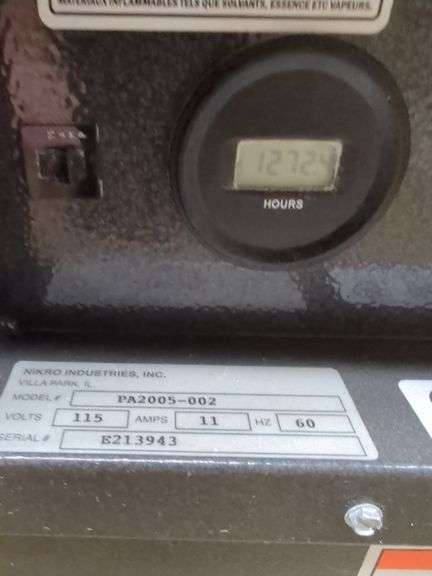 MATERIAUX INFLAMMABLES TELS QUE SOLVANTS, ESSENCE ETC VAPEURS.
HOURS
NIKRO INDUSTRIES, INC.
VILLA PARK, IL
MODEL # PA2005-002
VOLTS 115 AMPS 11 HZ 60
SERIAL # E213943